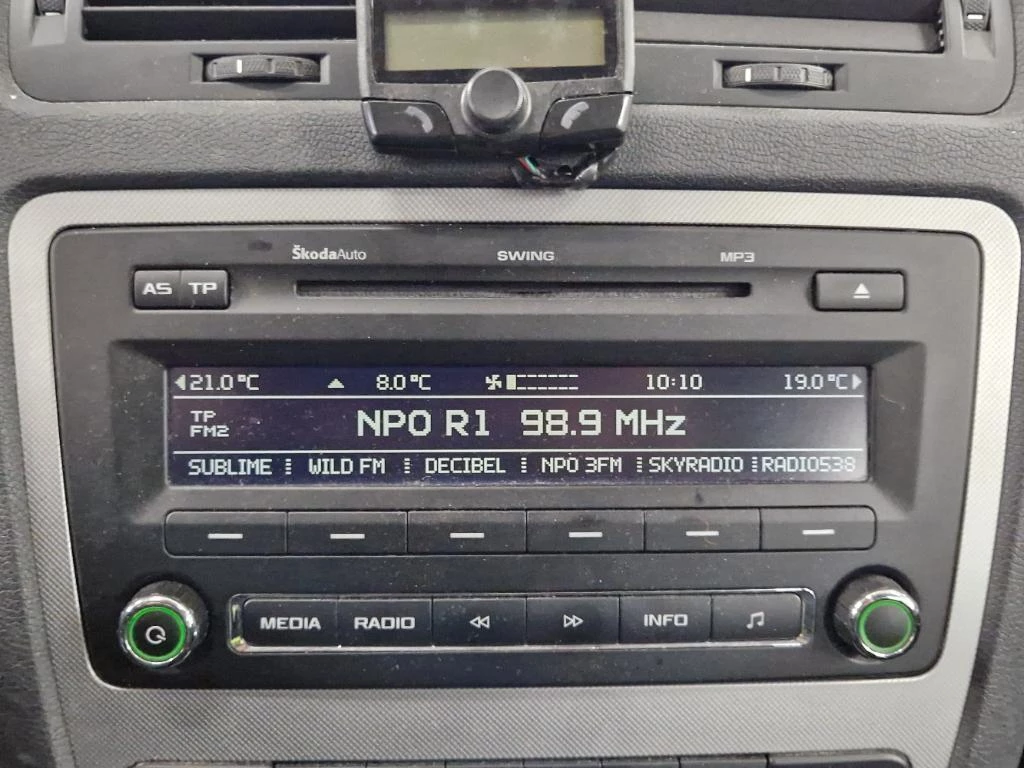 ŠkodaAuto SWING MP3
AS TP
21.0°C 8.0°C 10:10 19.0°C
TP
FM2
NPO R1 98.9 MHz
SUBLIME WILD FM DECIBEL NPO 3FM SKYRADIO RADIO538
MEDIA RADIO INFO